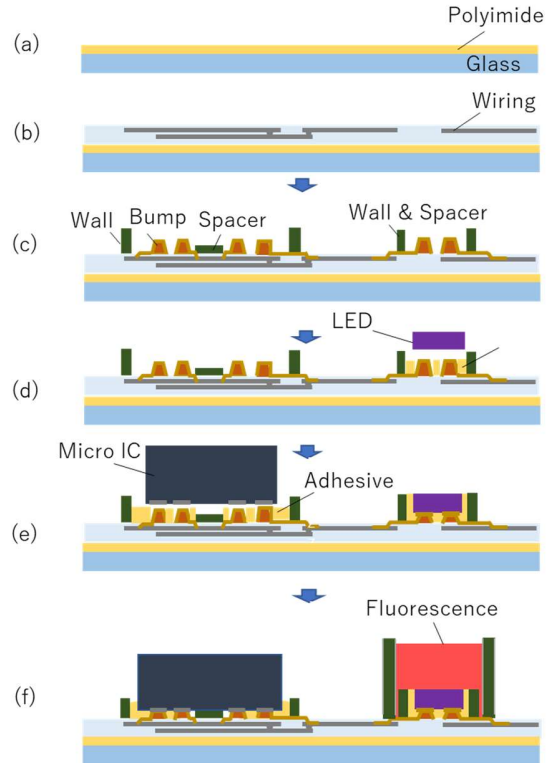 Polyimide
(a)
Glass
Wiring
(b)
Wall
Bump
Spacer
Wall & Spacer
(c)
LED
(d)
Micro IC
Adhesive
(e)
Fluorescence
(f)